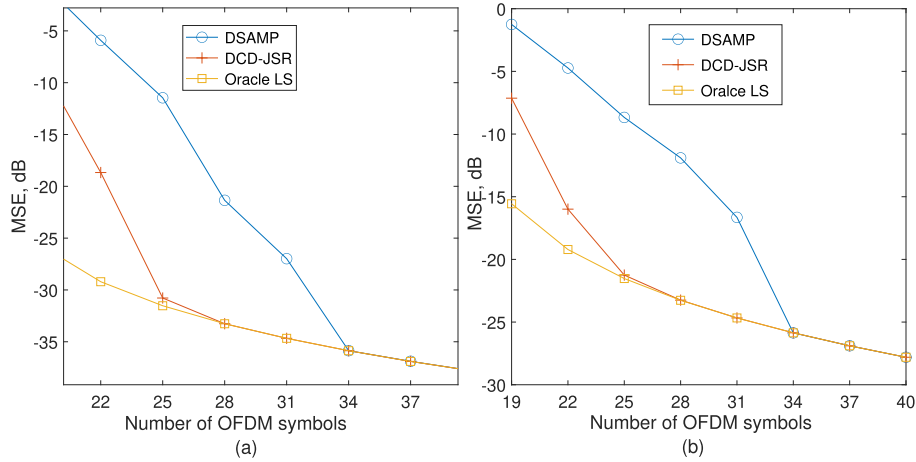 -5
-10
-15
-20
-25
-30
-35
MSE, dB
DSAMP
DCD-JSR
Oracle LS
22
25
28
31
34
37
Number of OFDM symbols
(a)
0
-5
-10
-15
-20
-25
-30
MSE, dB
DSAMP
DCD-JSR
Oralce LS
19
22
25
28
31
34
37
40
Number of OFDM symbols
(b)